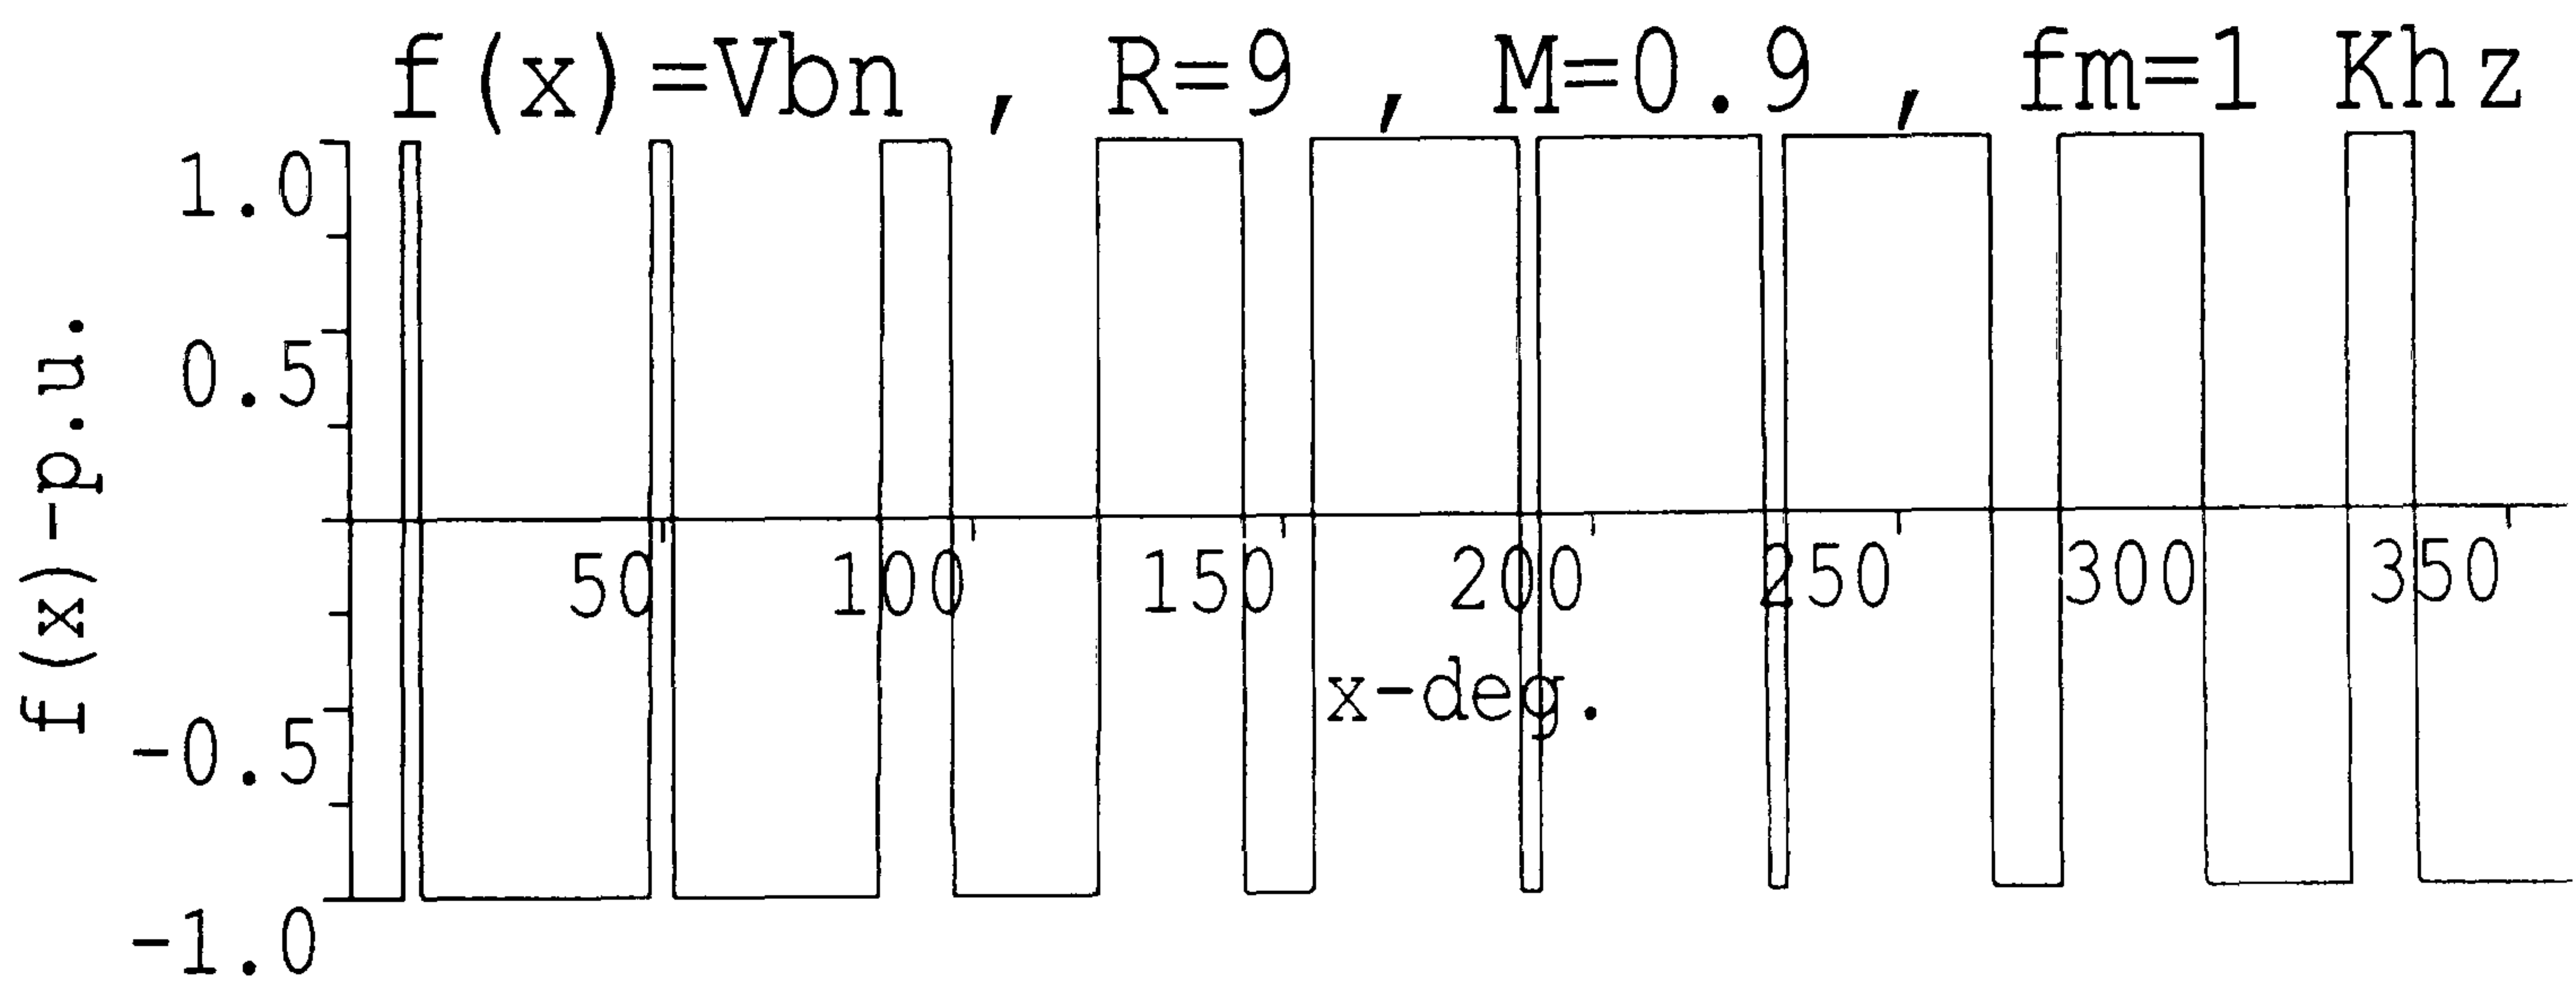 f(x)=Vbn , R=9 , M=0.9 , fm=1 Khz
1.0
0.5
-0.5
-1.0
f(x)-p.u.
50 100 150 200 250 300 350
x-deg.